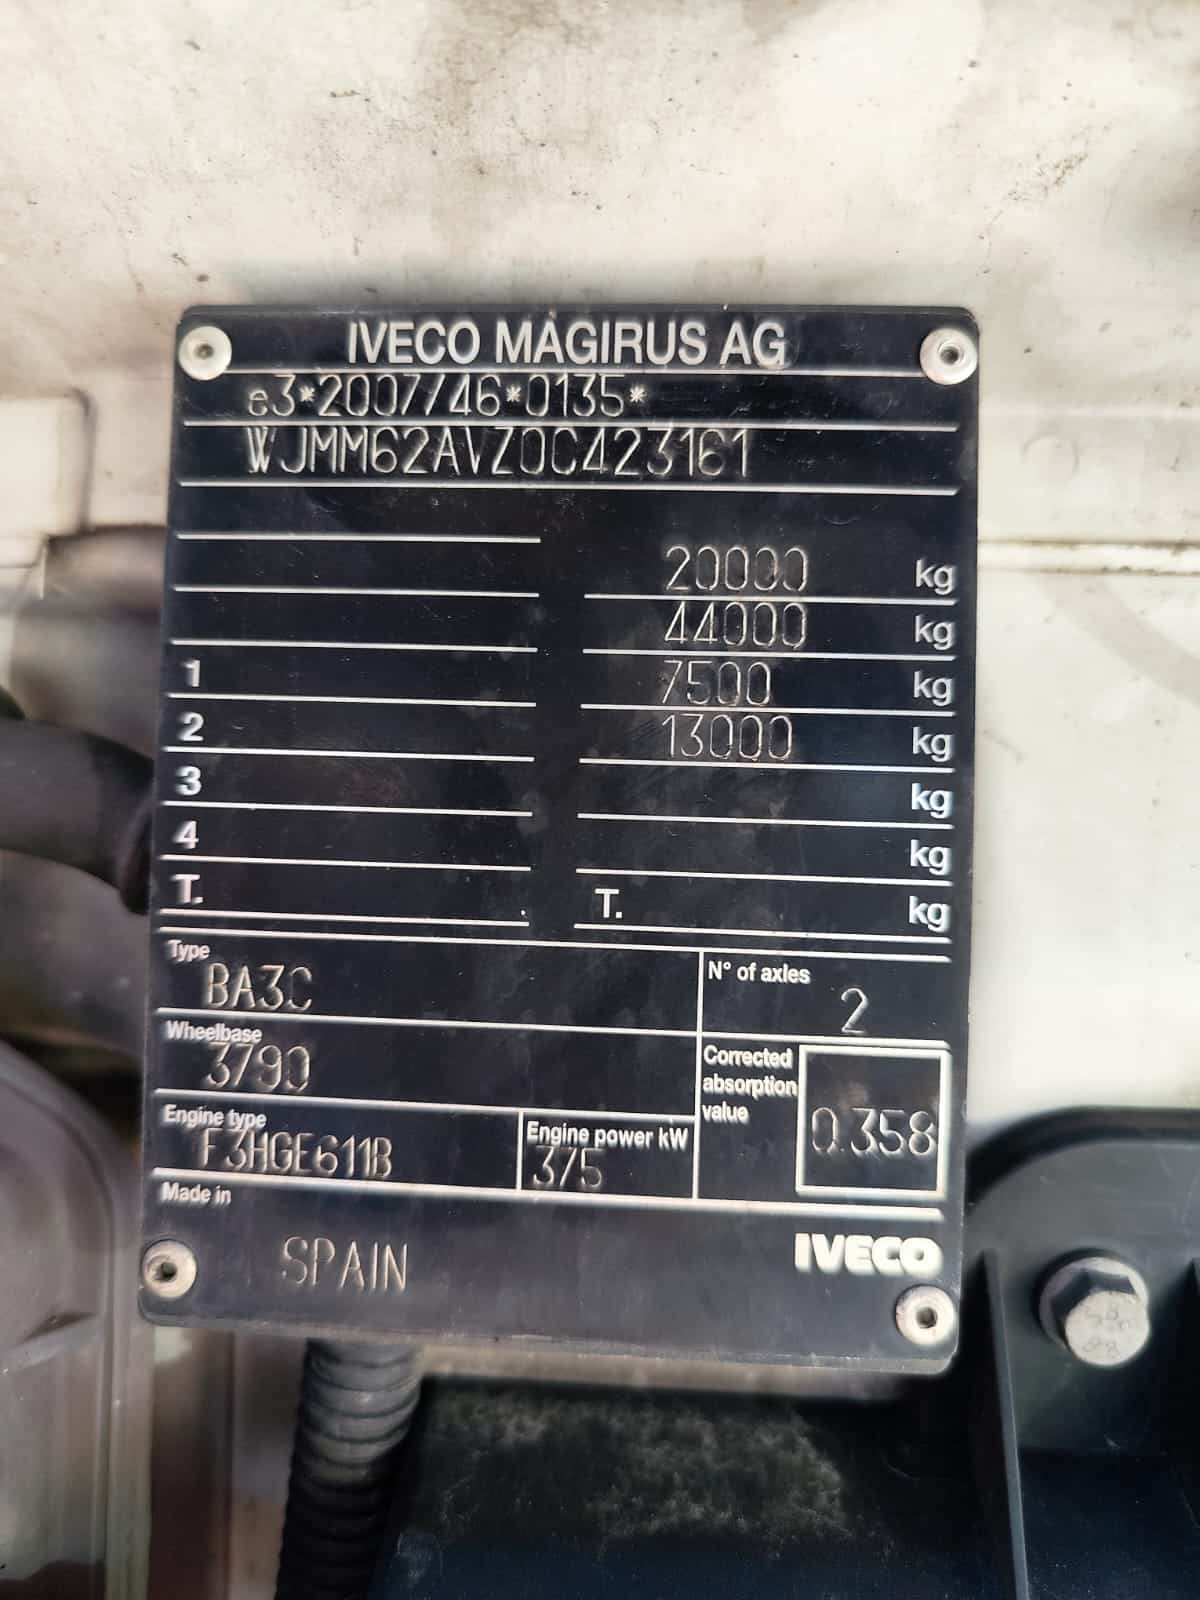 IVECO MAGIRUS AG
e3*2007/46*0135*
WJMM62AVZ0C423161
20000 kg
44000 kg
1 7500 kg
2 13000 kg
3 kg
4 kg
T. T. kg
Type
BA3C
N° of axles
2
Wheelbase
3790
Corrected absorption value
0.358
Engine type
F3HGE611B
Engine power kW
375
Made in
SPAIN
IVECO